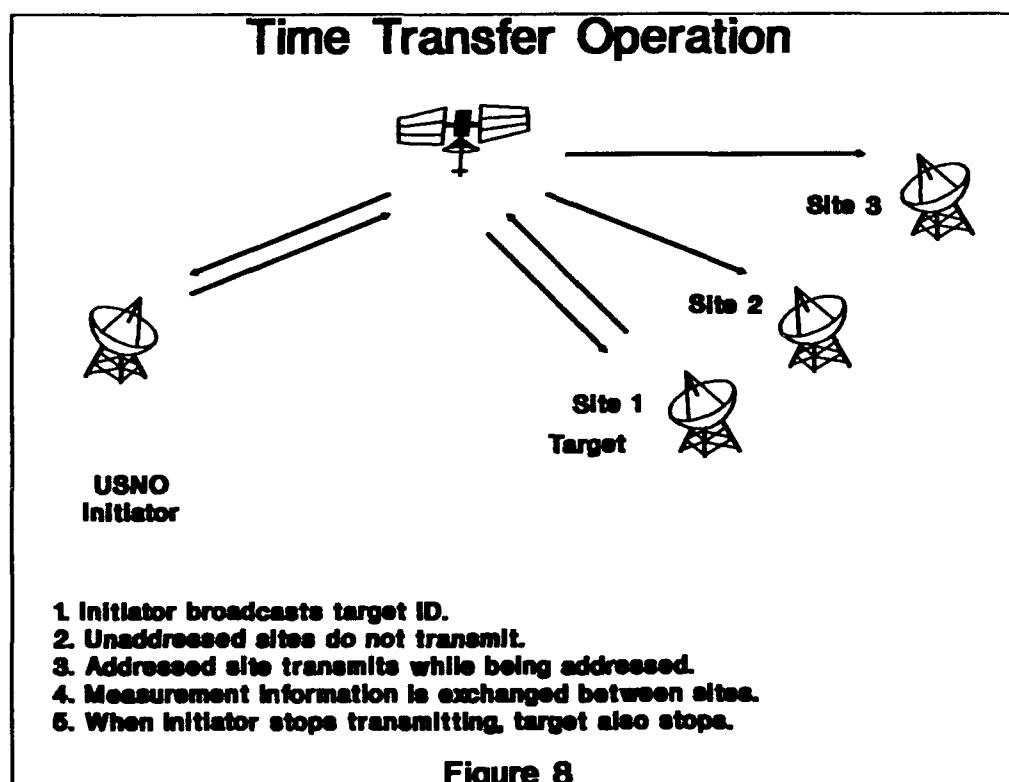 Time Transfer Operation
Site 3
Site 2
Site 1
Target
USNO
Initiator
1. Initiator broadcasts target ID.
2. Unaddressed sites do not transmit.
3. Addressed site transmits while being addressed.
4. Measurement information is exchanged between sites.
5. When initiator stops transmitting, target also stops.
Figure 8